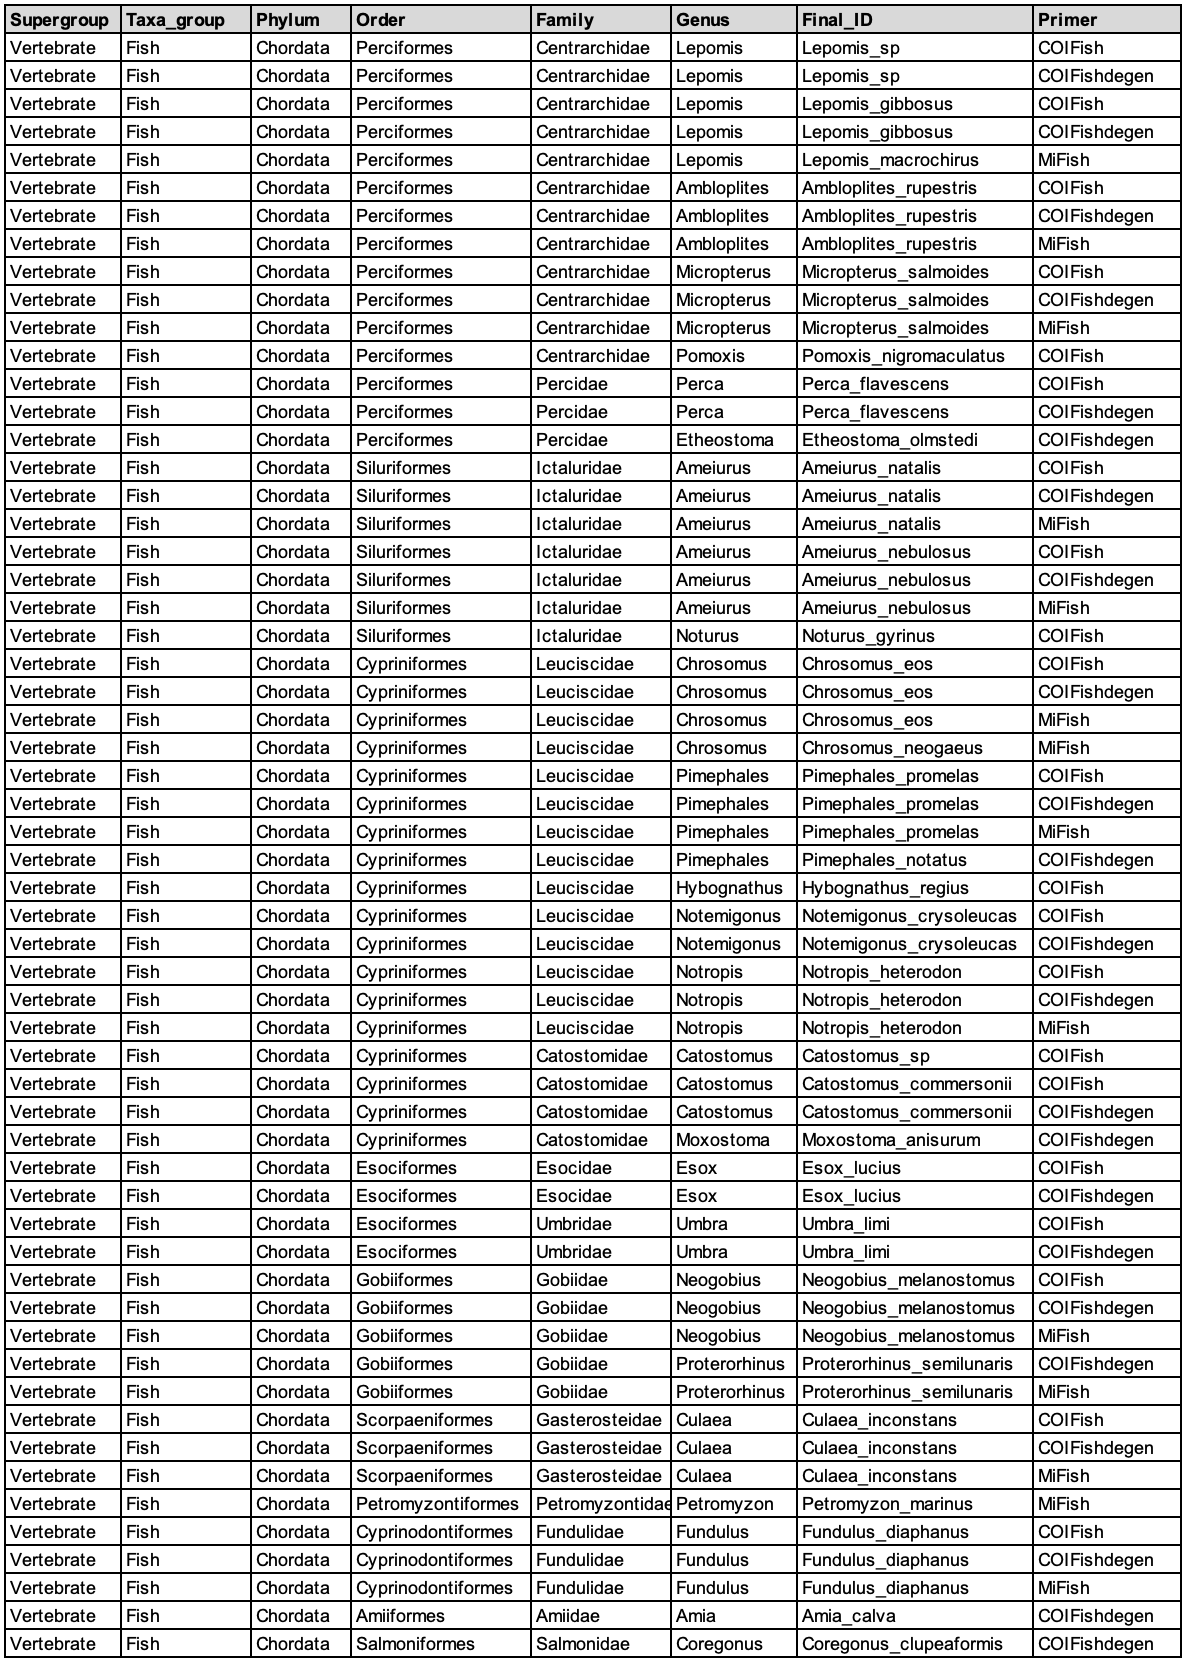 Supergroup Taxa_group Phylum Order Family Genus Final_ID Primer
Vertebrate Fish Chordata Perciformes Centrarchidae Lepomis Lepomis_sp COIFish
Vertebrate Fish Chordata Perciformes Centrarchidae Lepomis Lepomis_sp COIFishdegen
Vertebrate Fish Chordata Perciformes Centrarchidae Lepomis Lepomis_gibbosus COIFish
Vertebrate Fish Chordata Perciformes Centrarchidae Lepomis Lepomis_gibbosus COIFishdegen
Vertebrate Fish Chordata Perciformes Centrarchidae Lepomis Lepomis_macrochirus MiFish
Vertebrate Fish Chordata Perciformes Centrarchidae Ambloplites Ambloplites_rupestris COIFish
Vertebrate Fish Chordata Perciformes Centrarchidae Ambloplites Ambloplites_rupestris COIFishdegen
Vertebrate Fish Chordata Perciformes Centrarchidae Ambloplites Ambloplites_rupestris MiFish
Vertebrate Fish Chordata Perciformes Centrarchidae Micropterus Micropterus_salmoides COIFish
Vertebrate Fish Chordata Perciformes Centrarchidae Micropterus Micropterus_salmoides COIFishdegen
Vertebrate Fish Chordata Perciformes Centrarchidae Micropterus Micropterus_salmoides MiFish
Vertebrate Fish Chordata Perciformes Centrarchidae Pomoxis Pomoxis_nigromaculatus COIFish
Vertebrate Fish Chordata Perciformes Percidae Perca Perca_flavescens COIFish
Vertebrate Fish Chordata Perciformes Percidae Perca Perca_flavescens COIFishdegen
Vertebrate Fish Chordata Perciformes Percidae Etheostoma Etheostoma_olmstedi COIFishdegen
Vertebrate Fish Chordata Siluriformes Ictaluridae Ameiurus Ameiurus_natalis COIFish
Vertebrate Fish Chordata Siluriformes Ictaluridae Ameiurus Ameiurus_natalis COIFishdegen
Vertebrate Fish Chordata Siluriformes Ictaluridae Ameiurus Ameiurus_natalis MiFish
Vertebrate Fish Chordata Siluriformes Ictaluridae Ameiurus Ameiurus_nebulosus COIFish
Vertebrate Fish Chordata Siluriformes Ictaluridae Ameiurus Ameiurus_nebulosus COIFishdegen
Vertebrate Fish Chordata Siluriformes Ictaluridae Ameiurus Ameiurus_nebulosus MiFish
Vertebrate Fish Chordata Siluriformes Ictaluridae Noturus Noturus_gyrinus COIFish
Vertebrate Fish Chordata Cypriniformes Leuciscidae Chrosomus Chrosomus_eos COIFish
Vertebrate Fish Chordata Cypriniformes Leuciscidae Chrosomus Chrosomus_eos COIFishdegen
Vertebrate Fish Chordata Cypriniformes Leuciscidae Chrosomus Chrosomus_eos MiFish
Vertebrate Fish Chordata Cypriniformes Leuciscidae Chrosomus Chrosomus_neogaeus MiFish
Vertebrate Fish Chordata Cypriniformes Leuciscidae Pimephales Pimephales_promelas COIFish
Vertebrate Fish Chordata Cypriniformes Leuciscidae Pimephales Pimephales_promelas COIFishdegen
Vertebrate Fish Chordata Cypriniformes Leuciscidae Pimephales Pimephales_promelas MiFish
Vertebrate Fish Chordata Cypriniformes Leuciscidae Pimephales Pimephales_notatus COIFishdegen
Vertebrate Fish Chordata Cypriniformes Leuciscidae Hybognathus Hybognathus_regius COIFish
Vertebrate Fish Chordata Cypriniformes Leuciscidae Notemigonus Notemigonus_crysoleucas COIFish
Vertebrate Fish Chordata Cypriniformes Leuciscidae Notemigonus Notemigonus_crysoleucas COIFishdegen
Vertebrate Fish Chordata Cypriniformes Leuciscidae Notropis Notropis_heterodon COIFish
Vertebrate Fish Chordata Cypriniformes Leuciscidae Notropis Notropis_heterodon COIFishdegen
Vertebrate Fish Chordata Cypriniformes Leuciscidae Notropis Notropis_heterodon MiFish
Vertebrate Fish Chordata Cypriniformes Catostomidae Catostomus Catostomus_sp COIFish
Vertebrate Fish Chordata Cypriniformes Catostomidae Catostomus Catostomus_commersonii COIFish
Vertebrate Fish Chordata Cypriniformes Catostomidae Catostomus Catostomus_commersonii COIFishdegen
Vertebrate Fish Chordata Cypriniformes Catostomidae Moxostoma Moxostoma_anisurum COIFishdegen
Vertebrate Fish Chordata Esociformes Esocidae Esox Esox_lucius COIFish
Vertebrate Fish Chordata Esociformes Esocidae Esox Esox_lucius COIFishdegen
Vertebrate Fish Chordata Esociformes Umbridae Umbra Umbra_limi COIFish
Vertebrate Fish Chordata Esociformes Umbridae Umbra Umbra_limi COIFishdegen
Vertebrate Fish Chordata Gobiiformes Gobiidae Neogobius Neogobius_melanostomus COIFish
Vertebrate Fish Chordata Gobiiformes Gobiidae Neogobius Neogobius_melanostomus COIFishdegen
Vertebrate Fish Chordata Gobiiformes Gobiidae Neogobius Neogobius_melanostomus MiFish
Vertebrate Fish Chordata Gobiiformes Gobiidae Proterorhinus Proterorhinus_semilunaris COIFishdegen
Vertebrate Fish Chordata Gobiiformes Gobiidae Proterorhinus Proterorhinus_semilunaris MiFish
Vertebrate Fish Chordata Scorpaeniformes Gasterosteidae Culaea Culaea_inconstans COIFish
Vertebrate Fish Chordata Scorpaeniformes Gasterosteidae Culaea Culaea_inconstans COIFishdegen
Vertebrate Fish Chordata Scorpaeniformes Gasterosteidae Culaea Culaea_inconstans MiFish
Vertebrate Fish Chordata Petromyzontiformes Petromyzontidae Petromyzon Petromyzon_marinus MiFish
Vertebrate Fish Chordata Cyprinodontiformes Fundulidae Fundulus Fundulus_diaphanus COIFish
Vertebrate Fish Chordata Cyprinodontiformes Fundulidae Fundulus Fundulus_diaphanus COIFishdegen
Vertebrate Fish Chordata Cyprinodontiformes Fundulidae Fundulus Fundulus_diaphanus MiFish
Vertebrate Fish Chordata Amiiformes Amiidae Amia Amia_calva COIFishdegen
Vertebrate Fish Chordata Salmoniformes Salmonidae Coregonus Coregonus_clupeaformis COIFishdegen